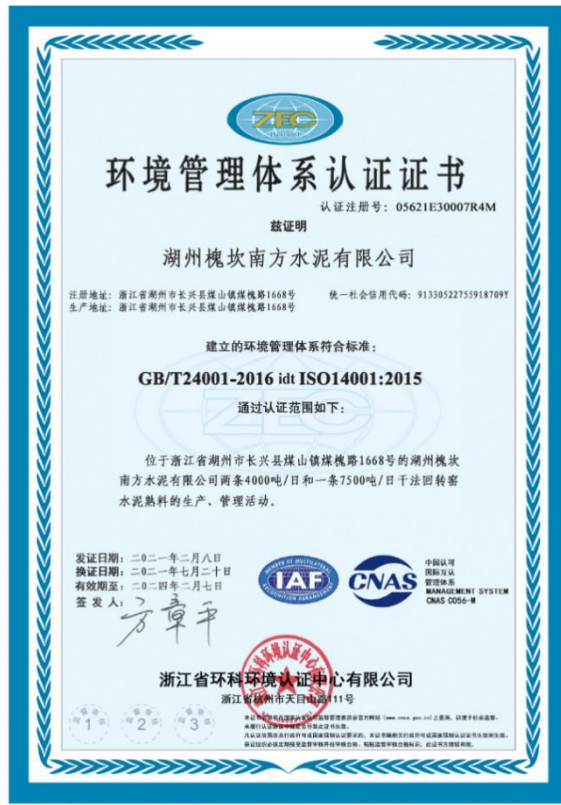 ZEC
环境管理体系认证证书
认证注册号：05621E30007R4M
兹证明
湖州槐坎南方水泥有限公司
注册地址：浙江省湖州市长兴县煤山镇煤槐路1668号 统一社会信用代码：91330522755918709Y
生产地址：浙江省湖州市长兴县煤山镇煤槐路1668号
建立的环境管理体系符合标准：
GB/T24001-2016 idt ISO14001:2015
通过认证范围如下：
位于浙江省湖州市长兴县煤山镇煤槐路1668号的湖州槐坎
南方水泥有限公司两条4000吨/日和一条7500吨/日干法回转窑
水泥熟料的生产、管理活动。
发证日期：二〇二一年二月八日
换证日期：二〇二一年七月二十日
有效期至：二〇二四年二月七日
签发人：方章平
MEMBER OF MULTILATERAL
IAF
RECOGNITION ARRANGEMENT
CNAS
中国认可
国际互认
管理体系
MANAGEMENT SYSTEM
CNAS C056-M
浙江省环科环境认证中心有限公司
浙江省杭州市天目山路111号
1 2 3